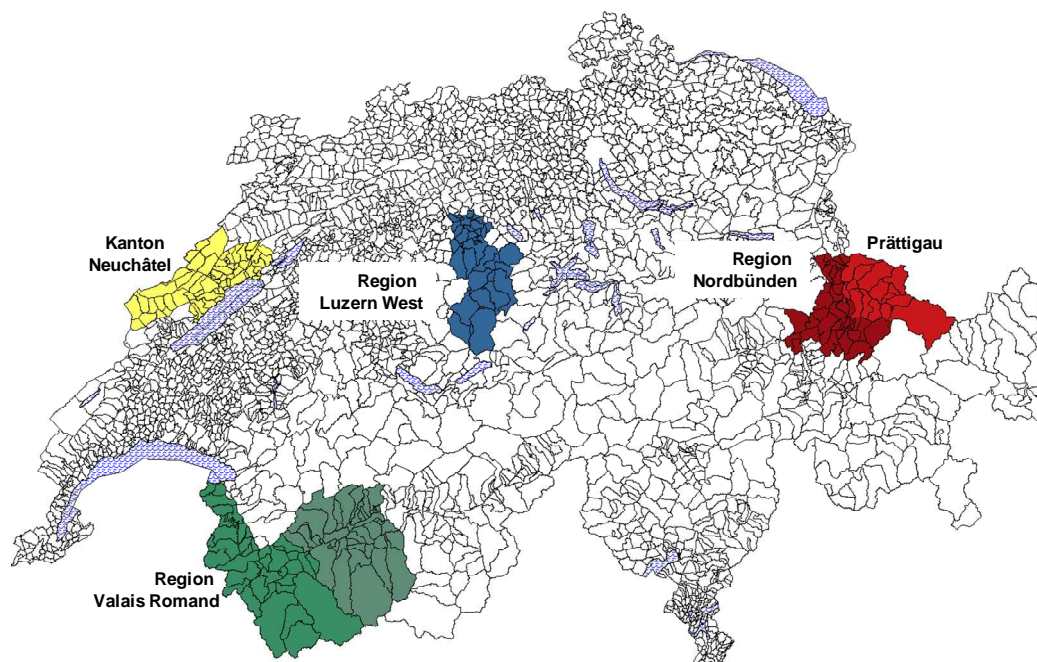 Kanton
Neuchâtel
Region
Luzern West
Region
Nordbünden
Prättigau
Region
Valais Romand